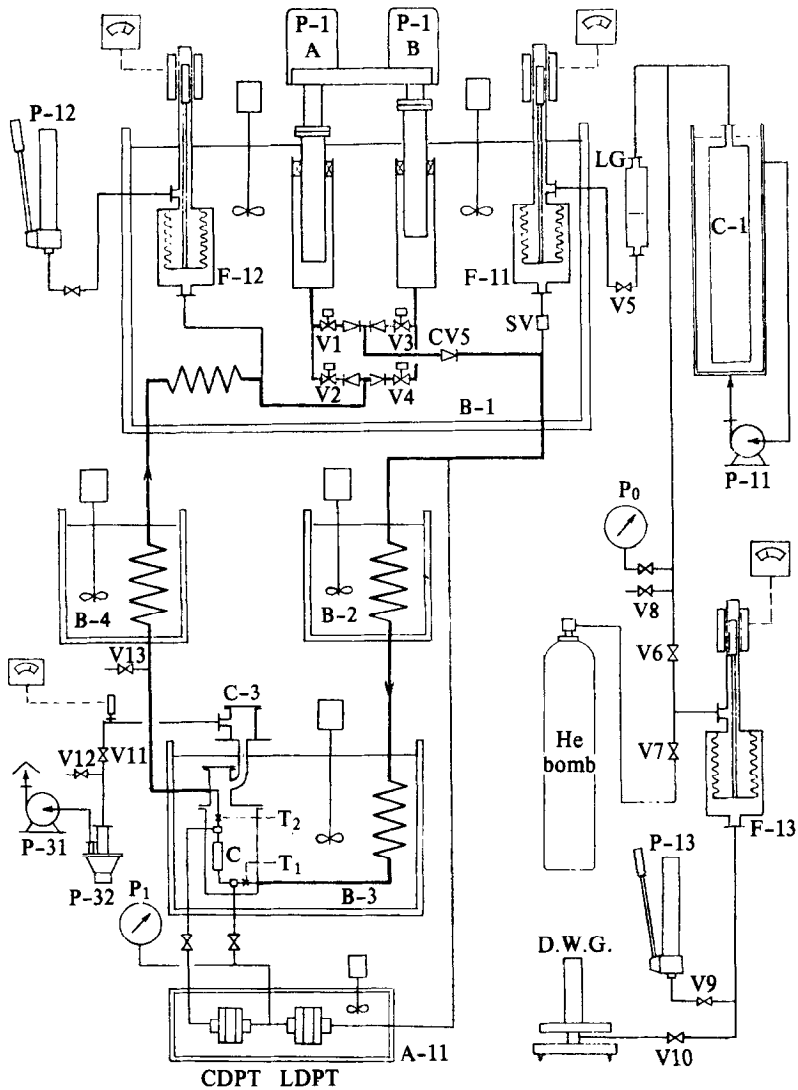 P-1
A
P-1
B
P-12
LG
C-1
F-12
F-11
V5
SV
V1
V3
CV5
V2
V4
B-1
P-11
P0
B-4
B-2
V8
V13
V6
C-3
He
bomb
V7
V12
V11
T2
F-13
P-31
C
T1
P-13
P-32
P1
B-3
D.W.G.
V9
A-11
V10
CDPT
LDPT